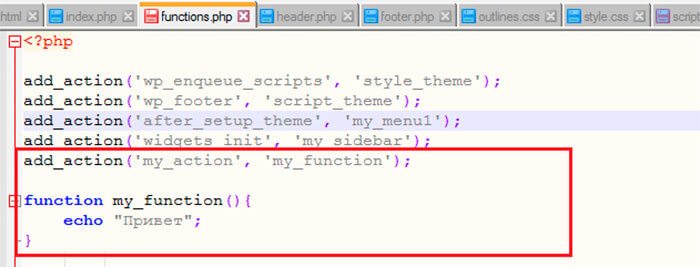 html index.php functions.php header.php footer.php outlines.css style.css script
<?php
add_action('wp_enqueue_scripts', 'style_theme');
add_action('wp_footer', 'script_theme');
add_action('after_setup_theme', 'my_menu1');
add_action('widgets_init', 'my_sidebar');
add_action('my_action', 'my_function');
function my_function(){
echo "Привет";
}